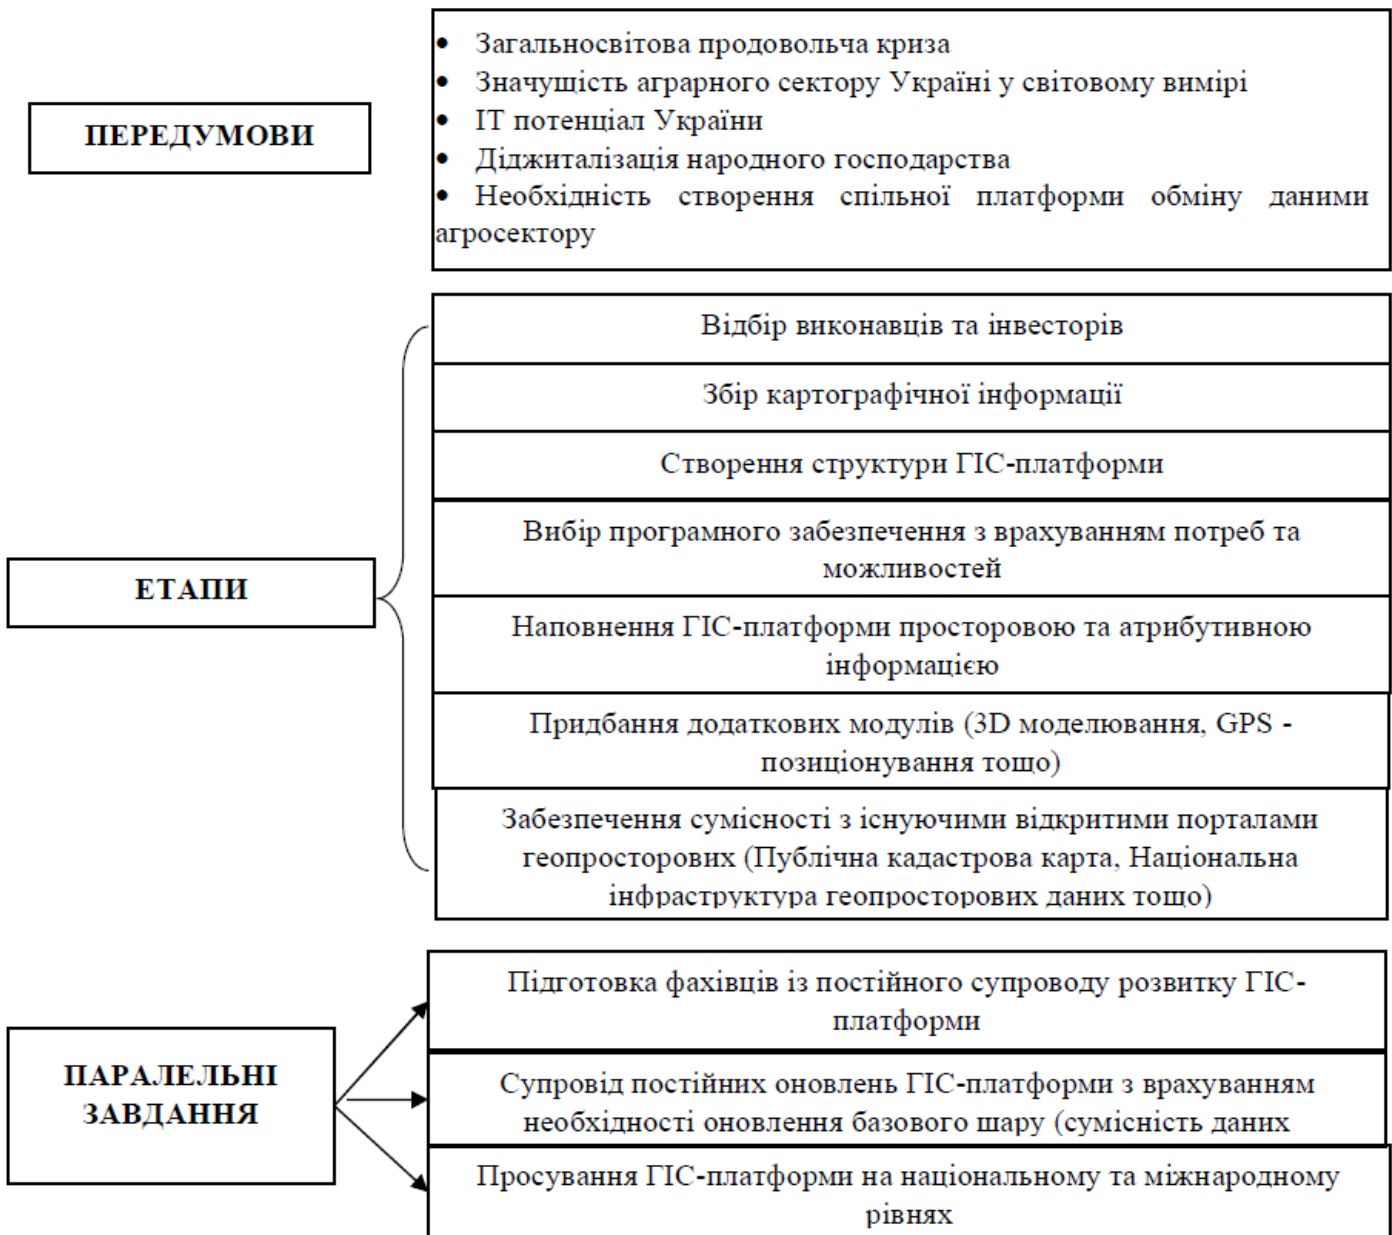 ПЕРЕДУМОВИ
• Загальносвітова продовольча криза
• Значущість аграрного сектору Україні у світовому вимірі
• ІТ потенціал України
• Діджиталізація народного господарства
• Необхідність створення спільної платформи обміну даними
агросектору
ЕТАПИ
Відбір виконавців та інвесторів
Збір картографічної інформації
Створення структури ГІС-платформи
Вибір програмного забезпечення з врахуванням потреб та
можливостей
Наповнення ГІС-платформи просторовою та атрибутивною
інформацією
Придбання додаткових модулів (3D моделювання, GPS -
позиціонування тощо)
Забезпечення сумісності з існуючими відкритими порталами
геопросторових (Публічна кадастрова карта, Національна
інфраструктура геопросторових даних тощо)
ПАРАЛЕЛЬНІ
ЗАВДАННЯ
Підготовка фахівців із постійного супроводу розвитку ГІС-
платформи
Супровід постійних оновлень ГІС-платформи з врахуванням
необхідності оновлення базового шару (сумісність даних
Просування ГІС-платформи на національному та міжнародному
рівнях